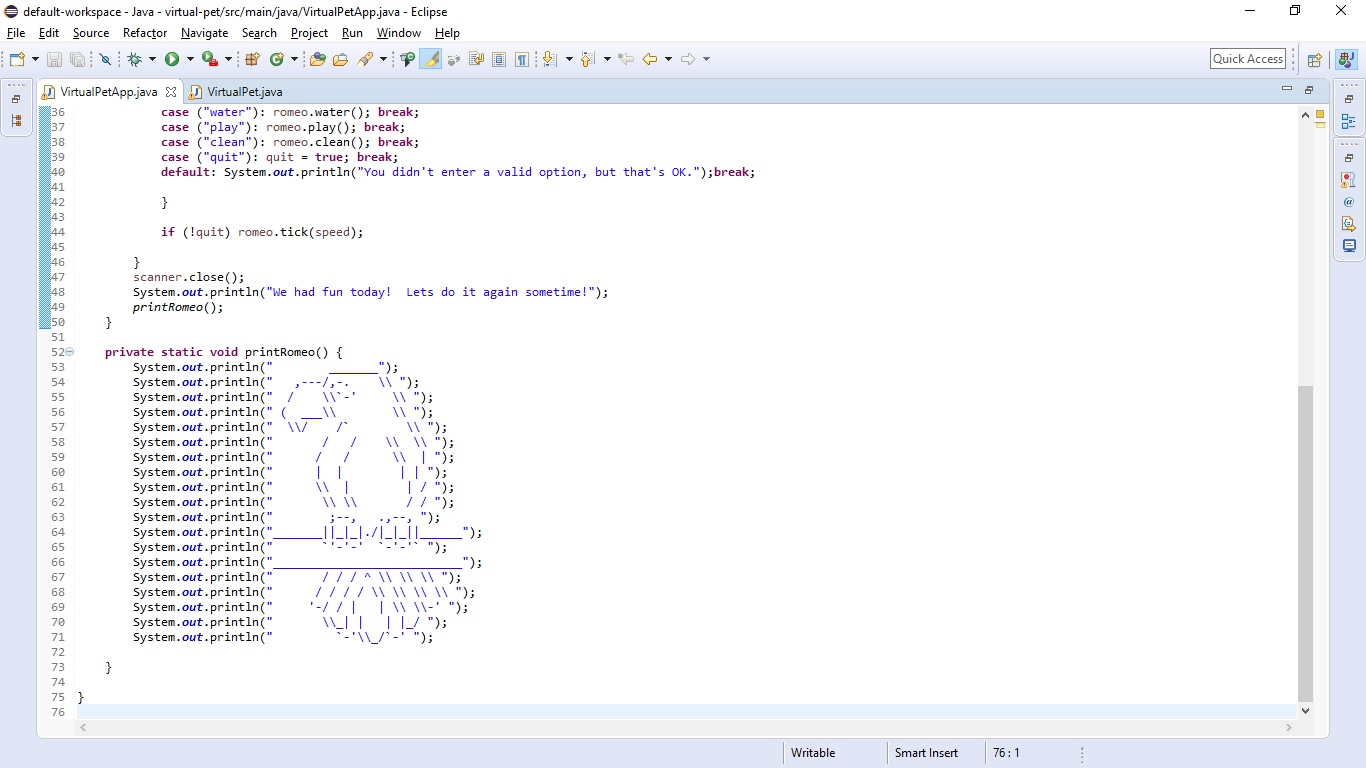 default-workspace - Java - virtual-pet/src/main/java/VirtualPetApp.java - Eclipse
File Edit Source Refactor Navigate Search Project Run Window Help
Quick Access
VirtualPetApp.java VirtualPet.java
36            case ("water"): romeo.water(); break;
37            case ("play"): romeo.play(); break;
38            case ("clean"): romeo.clean(); break;
39            case ("quit"): quit = true; break;
40            default: System.out.println("You didn't enter a valid option, but that's OK.");break;
41
42            }
43
44            if (!quit) romeo.tick(speed);
45
46        }
47        scanner.close();
48        System.out.println("We had fun today!  Lets do it again sometime!");
49        printRomeo();
50    }
51
52    private static void printRomeo() {
53        System.out.println("        _______");
54        System.out.println("   ,---/,-.    \\ ");
55        System.out.println("  /    \\`-'     \\ ");
56        System.out.println(" (  ___\\        \\ ");
57        System.out.println("  \\/    /`        \\ ");
58        System.out.println("       /   /    \\  \\ ");
59        System.out.println("      /   /      \\  | ");
60        System.out.println("      |  |        | | ");
61        System.out.println("      \\  |        | / ");
62        System.out.println("       \\ \\       / / ");
63        System.out.println("        ;--,   .,--, ");
64        System.out.println("_______||_|_|./|_|_||______");
65        System.out.println("       `'-'-'  `-'-'` ");
66        System.out.println("___________________________");
67        System.out.println("       / / / ^ \\ \\ \\ ");
68        System.out.println("      / / / / \\ \\ \\ \\ ");
69        System.out.println("     '-/ / |   | \\ \\-' ");
70        System.out.println("       \\_| |   | |_/ ");
71        System.out.println("         `-'\\_/`-' ");
72
73    }
74
75 }
76
Writable Smart Insert 76 : 1